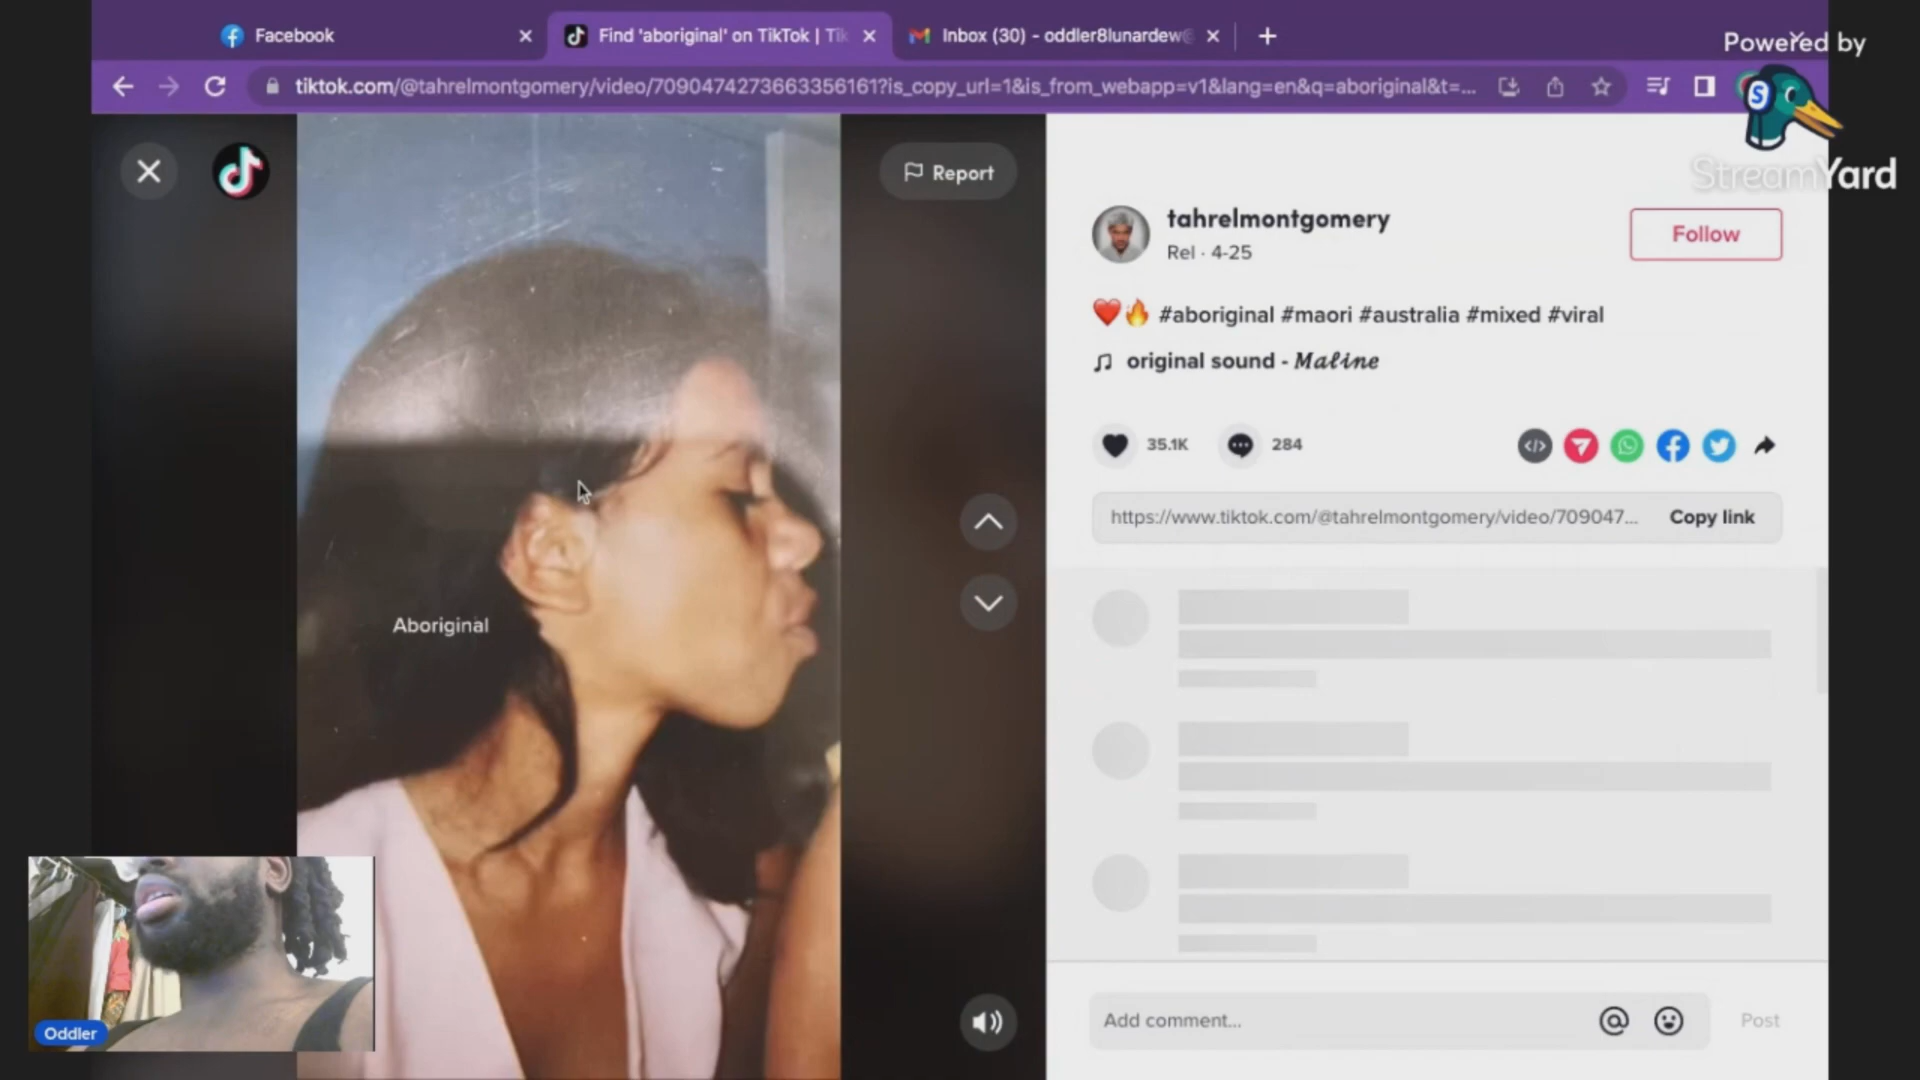 Facebook
Find 'aboriginal' on TikTok | Tik
Inbox (30) - oddler8lunardew@
Powered by
tiktok.com/@tahrelmontgomery/video/7090474273663356161?is_copy_url=1&is_from_webapp=v1&lang=en&q=aboriginal&t=...
StreamYard
Report
tahrelmontgomery
Rel · 4-25
Follow
#aboriginal #maori #australia #mixed #viral
original sound - Maline
35.1K
284
https://www.tiktok.com/@tahrelmontgomery/video/709047...
Copy link
Aboriginal
Oddler
Add comment...
Post